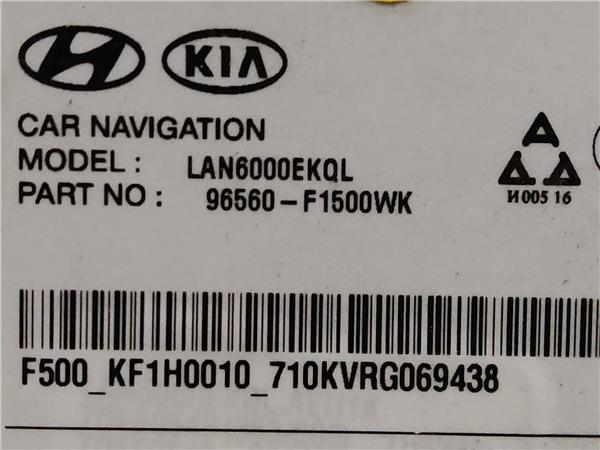 KIA
CAR NAVIGATION
MODEL : LAN6000EKQL
PART NO : 96560-F1500WK
И005 16
F500_KF1H0010_710KVRG069438